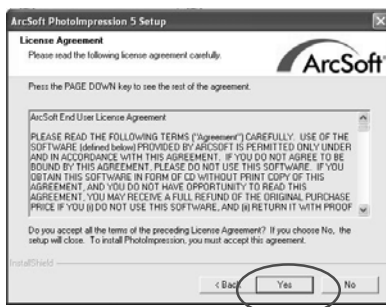 ArcSoft PhotoImpression 5 Setup
License Agreement
Please read the following license agreement carefully.
ArcSoft
Press the PAGE DOWN key to see the rest of the agreement.
ArcSoft End User License Agreement
PLEASE READ THE FOLLOWING TERMS ("Agreement") CAREFULLY. USE OF THE
SOFTWARE (defined below) PROVIDED BY ARCSOFT IS PERMITTED ONLY UNDER
AND IN ACCORDANCE WITH THIS AGREEMENT. IF YOU DO NOT AGREE TO BE
BOUND BY THIS AGREEMENT, PLEASE DO NOT USE THIS SOFTWARE. IF YOU
OBTAIN THIS SOFTWARE IN FORM OF CD WITHOUT PRINT COPY OF THIS
AGREEMENT, AND YOU DO NOT HAVE OPPORTUNITY TO READ THIS
AGREEMENT, YOU MAY RECEIVE A FULL REFUND OF THE ORIGINAL PURCHASE
PRICE IF YOU (i) DO NOT USE THIS SOFTWARE, AND (ii) RETURN IT WITH PROOF
Do you accept all the terms of the preceding License Agreement? If you choose No, the
setup will close. To install PhotoImpression, you must accept this agreement.
InstallShield
< Back Yes No